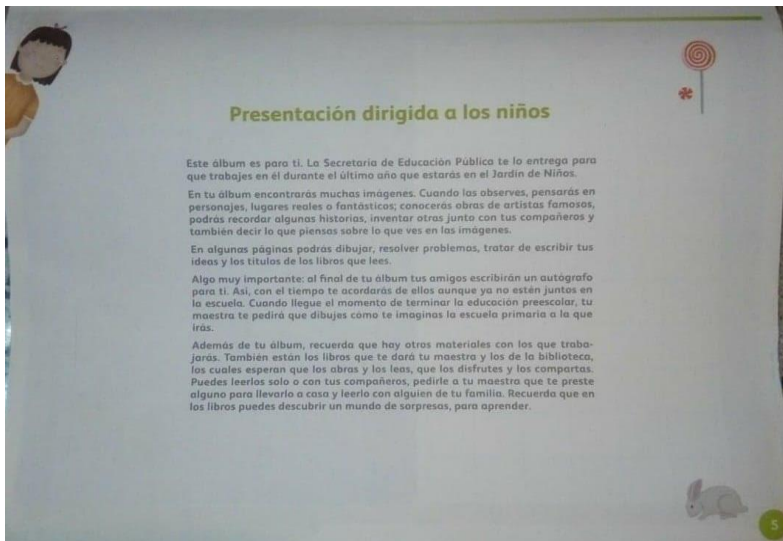 Presentación dirigida a los niños
Este álbum es para ti. La Secretaría de Educación Pública te lo entrega para
que trabajes en él durante el último año que estarás en el Jardín de Niños.
En tu álbum encontrarás muchas imágenes. Cuando las observes, pensarás en
personajes, lugares reales o fantásticos; conocerás obras de artistas famosos,
podrás recordar algunas historias, inventar otras junto con tus compañeros y
también decir lo que piensas sobre lo que ves en las imágenes.
En algunas páginas podrás dibujar, resolver problemas, tratar de escribir tus
ideas y los títulos de los libros que lees.
Algo muy importante: al final de tu álbum tus amigos escribirán un autógrafo
para ti. Así, con el tiempo te acordarás de ellos aunque ya no estén juntos en
la escuela. Cuando llegue el momento de terminar la educación preescolar, tu
maestra te pedirá que dibujes cómo te imaginas la escuela primaria a la que
irás.
Además de tu álbum, recuerda que hay otros materiales con los que traba-
jarás. También están los libros que te dará tu maestra y los de la biblioteca,
los cuales esperan que los abras y los leas, que los disfrutes y los compartas.
Puedes leerlos solo o con tus compañeros, pedirle a tu maestra que te preste
alguno para llevarlo a casa y leerlo con alguien de tu familia. Recuerda que en
los libros puedes descubrir un mundo de sorpresas, para aprender.
5